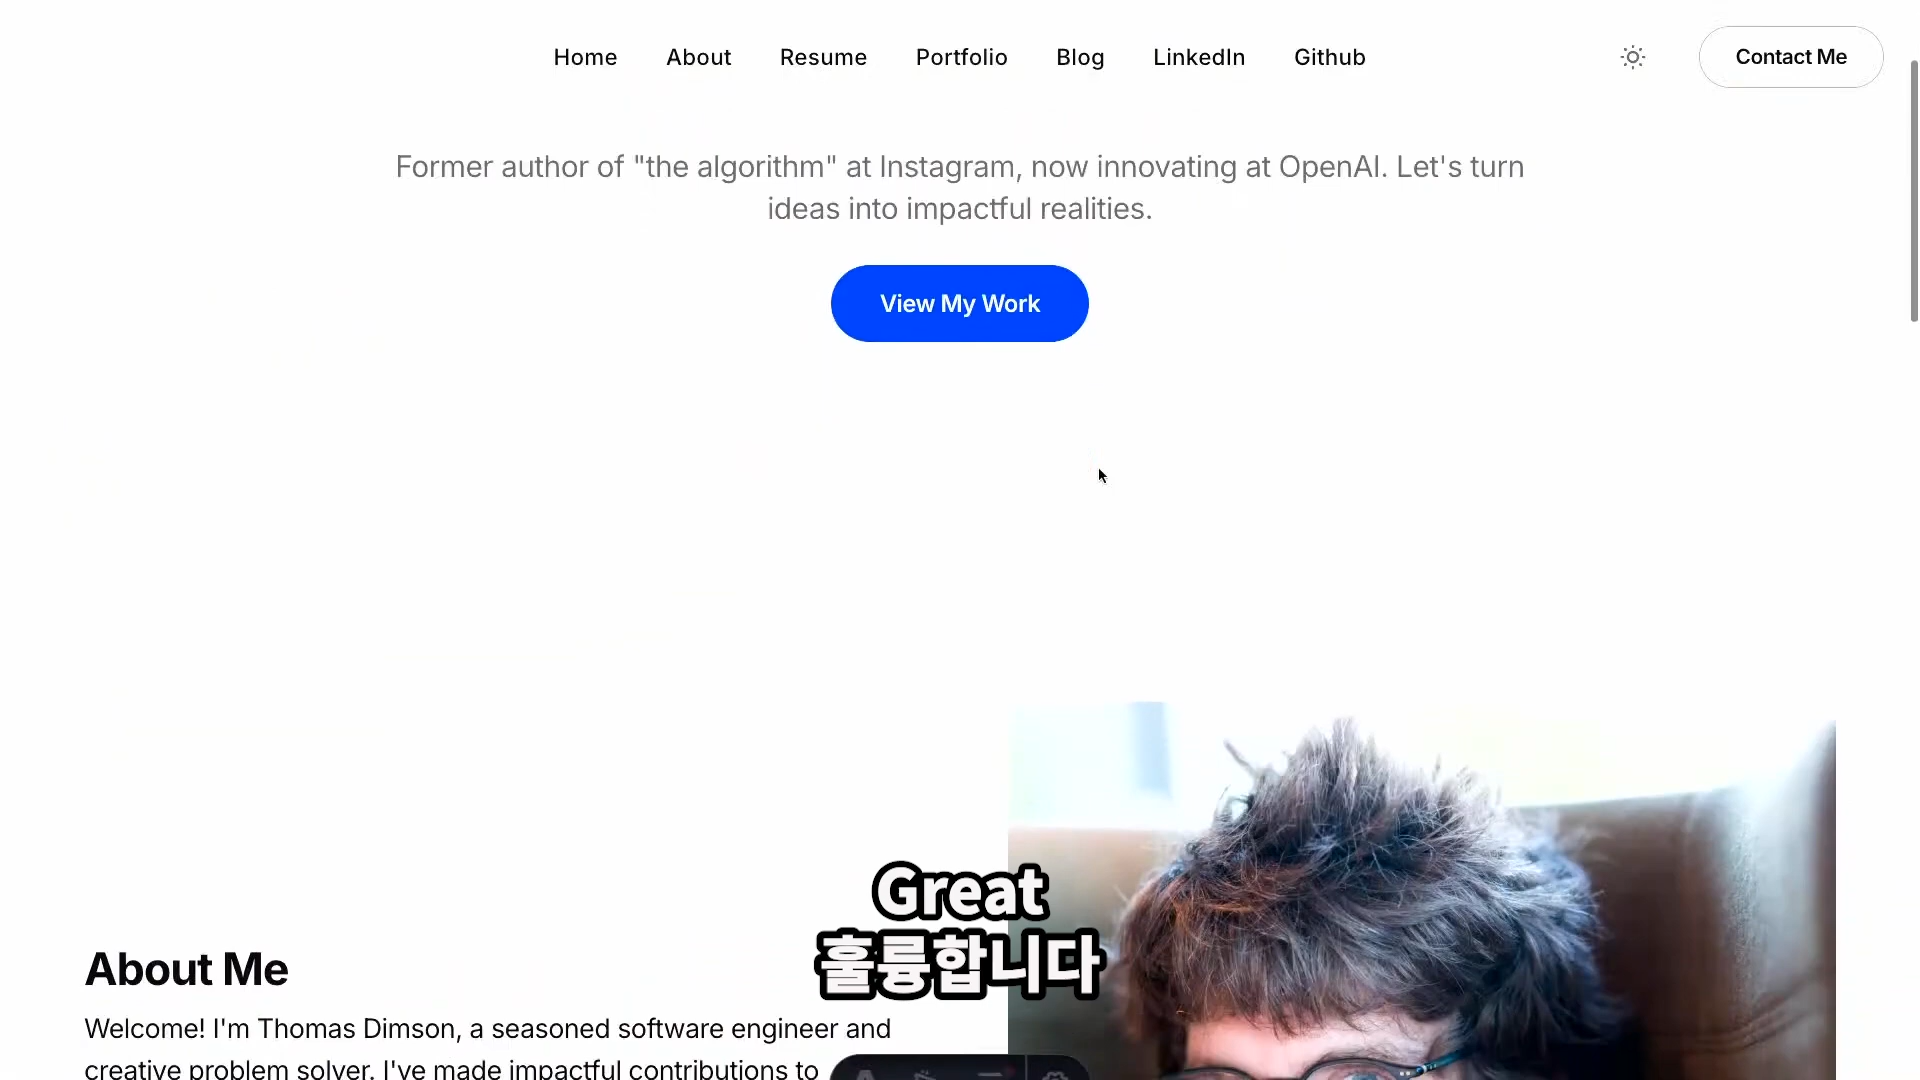 Home About Resume Portfolio Blog LinkedIn Github Contact Me
Former author of "the algorithm" at Instagram, now innovating at OpenAI. Let's turn
ideas into impactful realities.
View My Work
About Me
Welcome! I'm Thomas Dimson, a seasoned software engineer and
creative problem solver. I've made impactful contributions to
Great
훌륭합니다